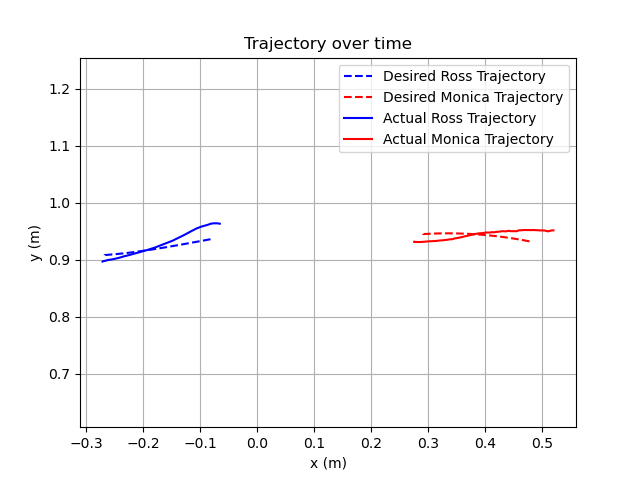 Trajectory over time
Desired Ross Trajectory
Desired Monica Trajectory
Actual Ross Trajectory
Actual Monica Trajectory
1.2
1.1
1.0
0.9
0.8
0.7
y (m)
−0.3 −0.2 −0.1 0.0 0.1 0.2 0.3 0.4 0.5
x (m)